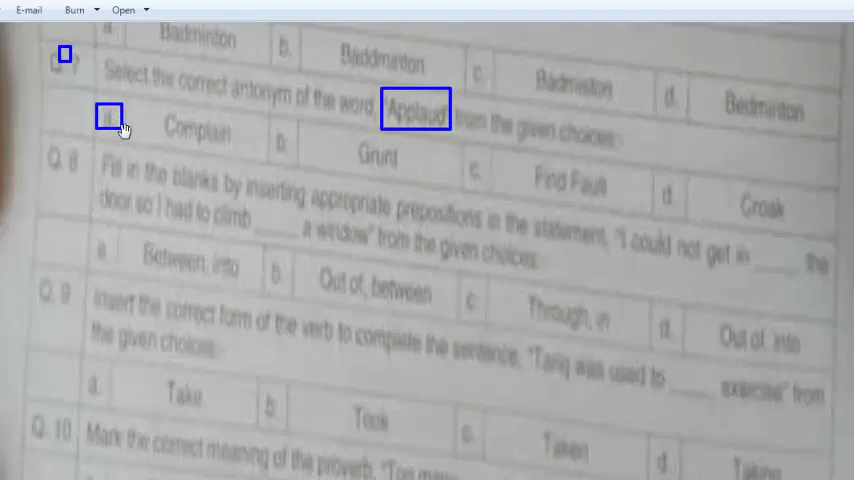 E-mail Burn Open
a. Badminton b. Baddminton c. Badmiston d. Bedminton
Q. 7 Select the correct antonym of the word, "Applaud" from the given choices:
a. Complain b. Grunt c. Find Fault d. Croak
Q. 8 Fill in the blanks by inserting appropriate prepositions in the statement, "I could not get in ____ the
door so I had to climb ____ a window" from the given choices:
a. Between, into b. Out of, between c. Through, in d. Out of, into
Q. 9 Insert the correct form of the verb to complete the sentence, "Tariq was used to ____ exercise" from
the given choices:
a. Take b. Took c. Taken d. Taking
Q. 10 Mark the correct meaning of the proverb, "Too many